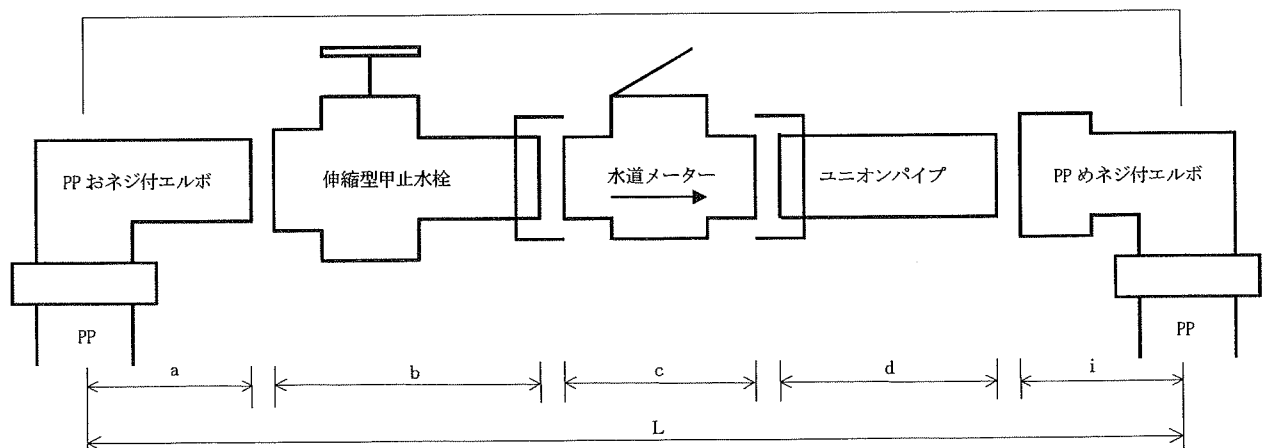 PP おネジ付エルボ
伸縮型甲止水栓
水道メーター
ユニオンパイプ
PP めネジ付エルボ
PP
PP
a
b
c
d
i
L